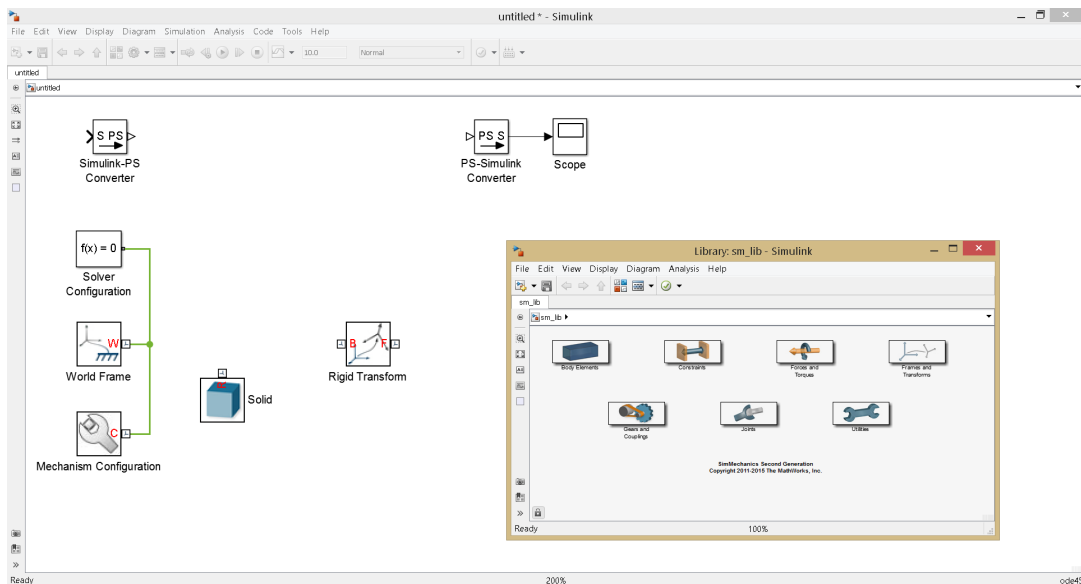 untitled * - Simulink
File Edit View Display Diagram Simulation Analysis Code Tools Help
10.0 Normal
untitled
untitled
S PS
Simulink-PS
Converter
PS S
PS-Simulink
Converter
Scope
f(x) = 0
Solver
Configuration
W
World Frame
Solid
B F
Rigid Transform
C
Mechanism Configuration
Library: sm_lib - Simulink
File Edit View Display Diagram Analysis Help
sm_lib
sm_lib
Body Elements
Constraints
Forces and
Torques
Frames and
Transforms
Gears and
Couplings
Joints
Utilities
SimMechanics Second Generation
Copyright 2011-2015 The MathWorks, Inc.
Ready 100%
Ready 200% ode45